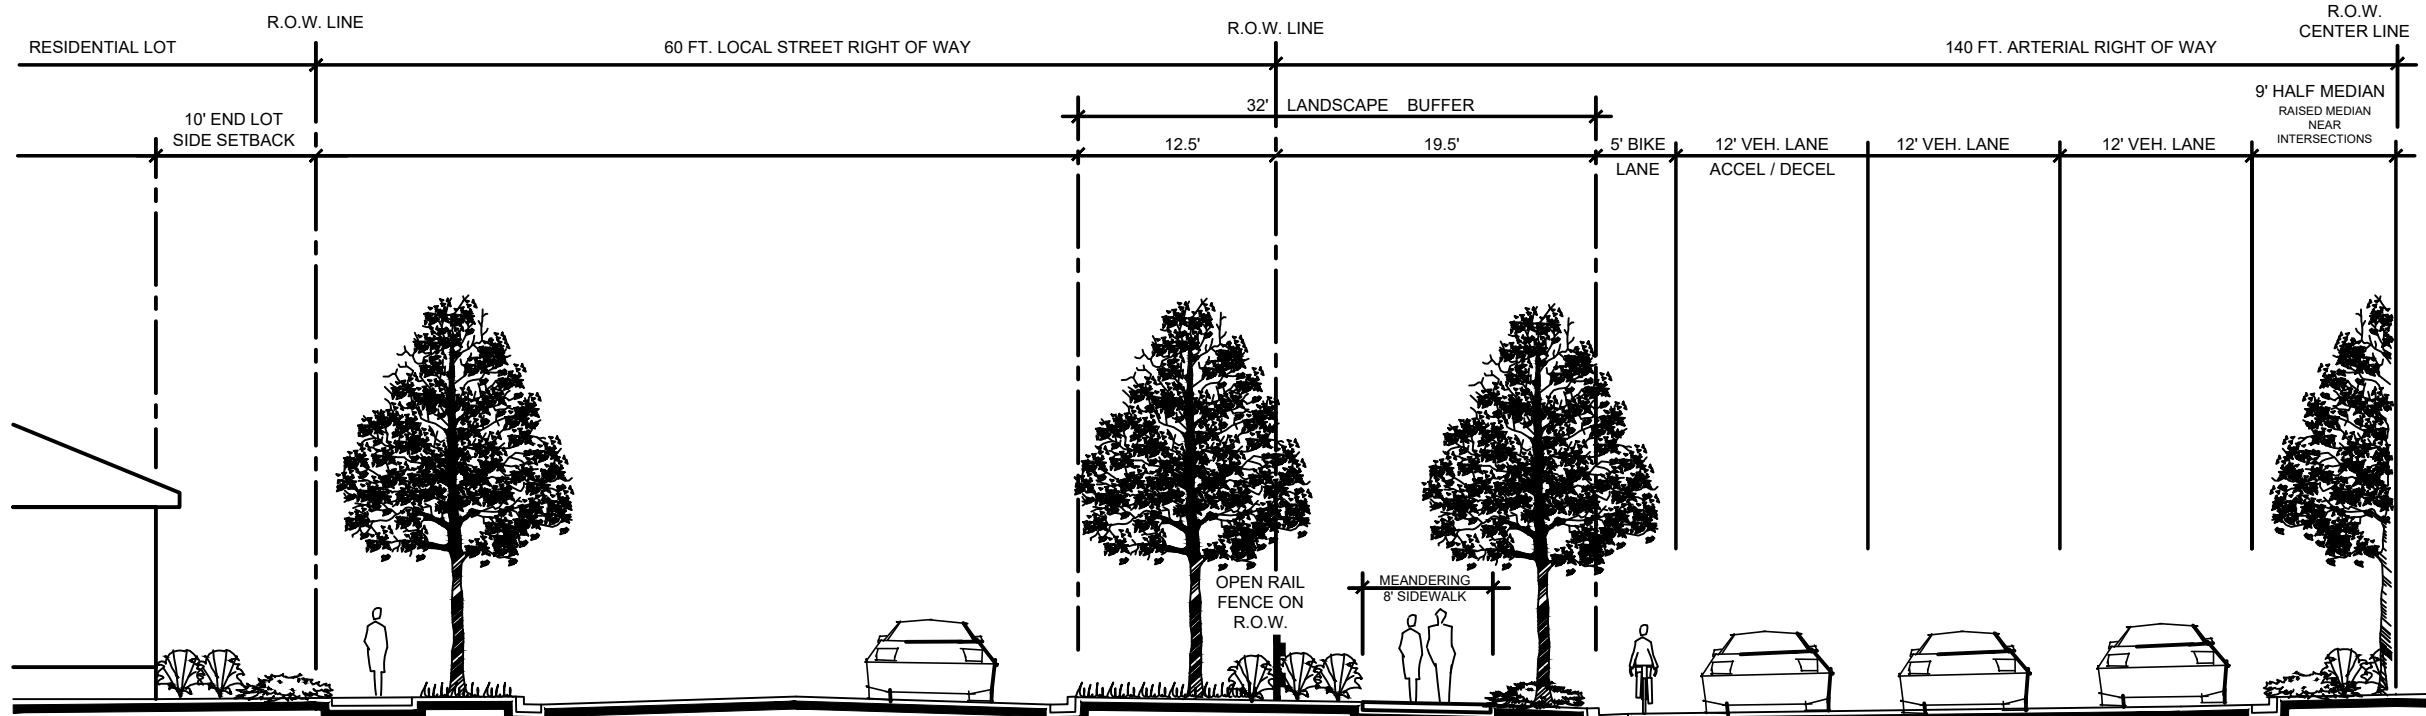 R.O.W. LINE
R.O.W. LINE
R.O.W.
CENTER LINE
RESIDENTIAL LOT
60 FT. LOCAL STREET RIGHT OF WAY
140 FT. ARTERIAL RIGHT OF WAY
32' LANDSCAPE BUFFER
9' HALF MEDIAN
RAISED MEDIAN
NEAR
INTERSECTIONS
10' END LOT
SIDE SETBACK
12.5'
19.5'
5' BIKE
LANE
12' VEH. LANE
ACCEL / DECEL
12' VEH. LANE
12' VEH. LANE
OPEN RAIL
FENCE ON
R.O.W.
MEANDERING
8' SIDEWALK